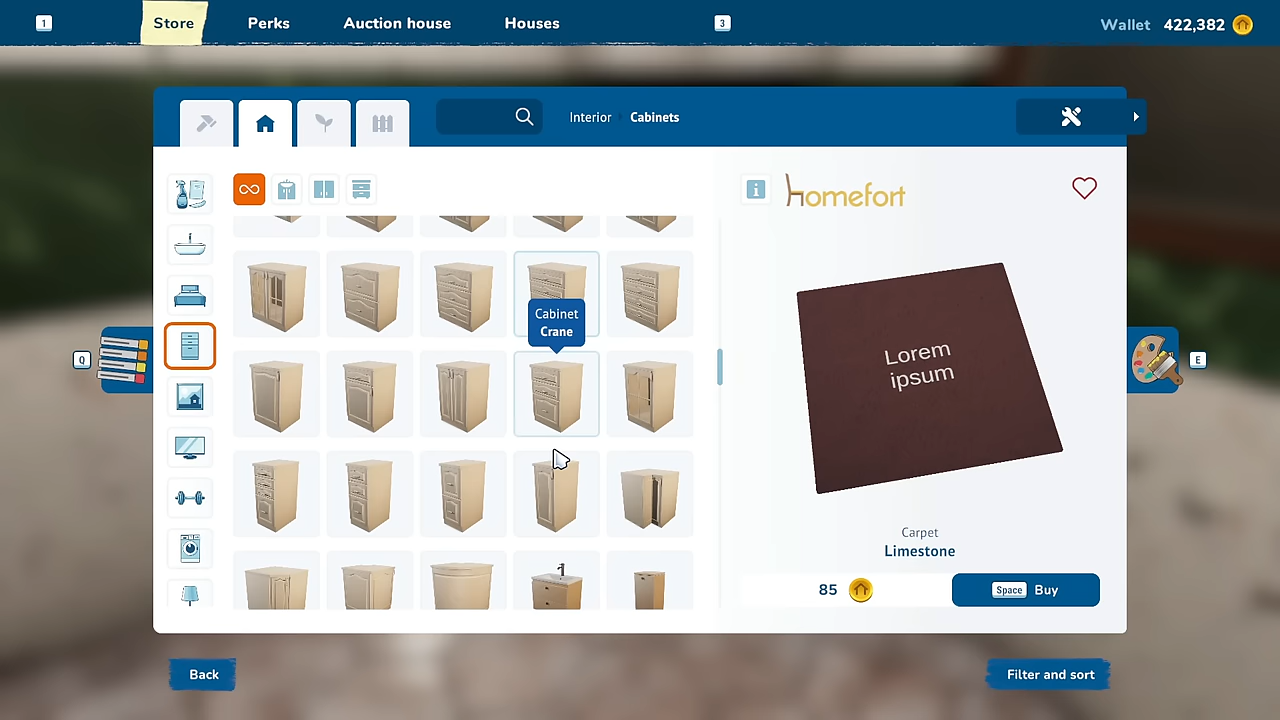 1
Store
Perks
Auction house
Houses
3
Wallet 422,382
Interior
Cabinets
homefort
Cabinet
Crane
Lorem
ipsum
Q
E
Carpet
Limestone
85
Space Buy
Back
Filter and sort